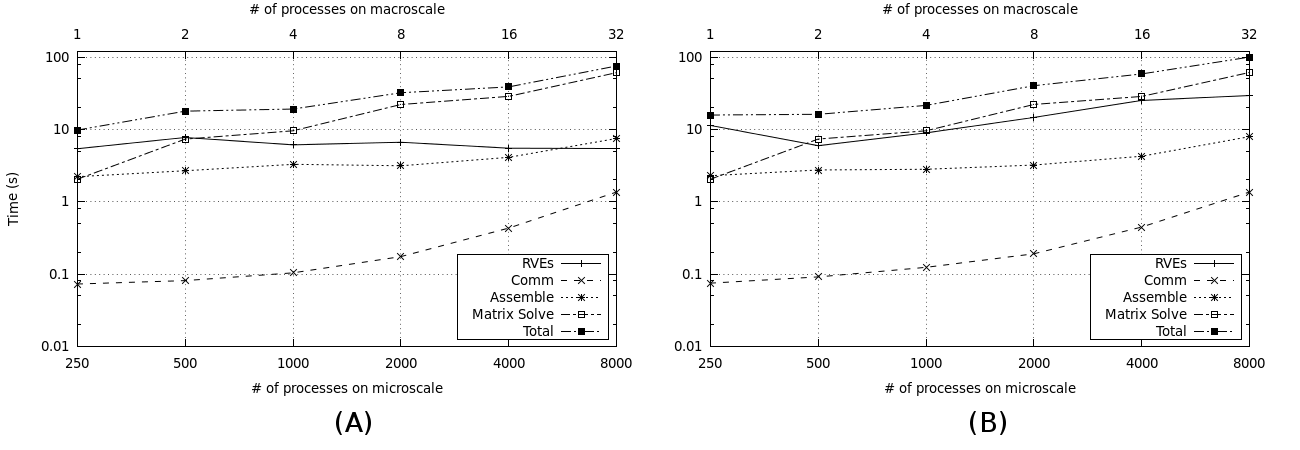 # of processes on macroscale
1 2 4 8 16 32
100
10
1
0.1
0.01
Time (s)
RVEs
Comm
Assemble
Matrix Solve
Total
250 500 1000 2000 4000 8000
# of processes on microscale
(A)
# of processes on macroscale
1 2 4 8 16 32
100
10
1
0.1
0.01
RVEs
Comm
Assemble
Matrix Solve
Total
250 500 1000 2000 4000 8000
# of processes on microscale
(B)